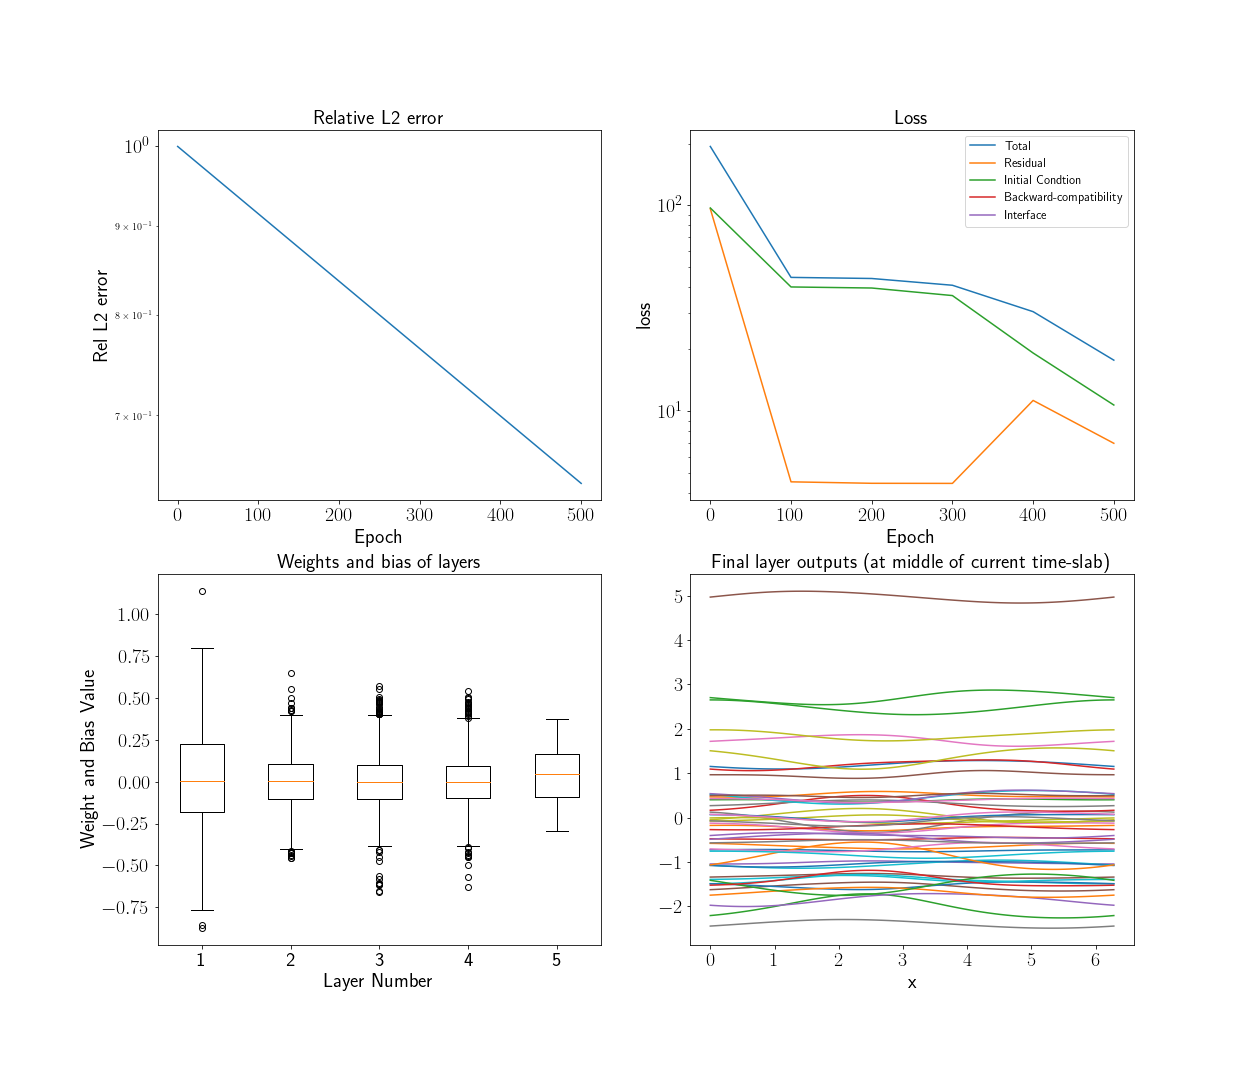 Relative L2 error
10^0
9 × 10^-1
8 × 10^-1
7 × 10^-1
Rel L2 error
0 100 200 300 400 500
Epoch
Loss
Total
Residual
Initial Condtion
Backward-compatibility
Interface
10^2
10^1
loss
0 100 200 300 400 500
Epoch
Weights and bias of layers
1.00
0.75
0.50
0.25
0.00
−0.25
−0.50
−0.75
Weight and Bias Value
1 2 3 4 5
Layer Number
Final layer outputs (at middle of current time-slab)
5
4
3
2
1
0
−1
−2
0 1 2 3 4 5 6
x